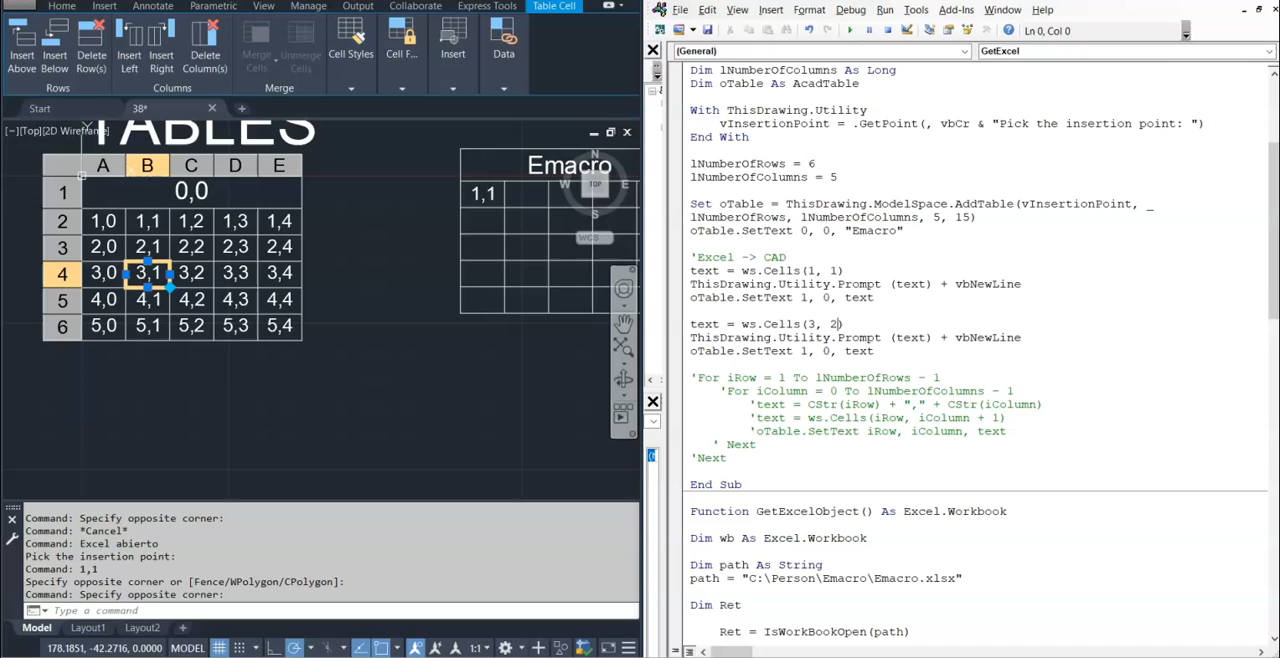 Home Insert Annotate Parametric View Manage Output Collaborate Express Tools Table Cell
Insert Above Insert Below Delete Row(s) Insert Left Insert Right Delete Column(s) Merge Cells Unmerge Cells Cell Styles Cell F... Insert Data
Rows Columns Merge
Start 38*
[−][Top][2D Wireframe]
TABLES
A B C D E
1 0,0
2 1,0 1,1 1,2 1,3 1,4
3 2,0 2,1 2,2 2,3 2,4
4 3,0 3,1 3,2 3,3 3,4
5 4,0 4,1 4,2 4,3 4,4
6 5,0 5,1 5,2 5,3 5,4
Emacro
1,1
N
W TOP E
S
WCS
Command: Specify opposite corner:
Command: *Cancel*
Command: Excel abierto
Pick the insertion point:
Command: 1,1
Specify opposite corner or [Fence/WPolygon/CPolygon]:
Command: Specify opposite corner:
Type a command
Model Layout1 Layout2 +
178.1851, -42.2716, 0.0000 MODEL 1:1
File Edit View Insert Format Debug Run Tools Add-Ins Window Help
Ln 0, Col 0
(General) GetExcel
Dim lNumberOfColumns As Long
Dim oTable As AcadTable
With ThisDrawing.Utility
vInsertionPoint = .GetPoint(, vbCr & "Pick the insertion point: ")
End With
lNumberOfRows = 6
lNumberOfColumns = 5
Set oTable = ThisDrawing.ModelSpace.AddTable(vInsertionPoint, _
lNumberOfRows, lNumberOfColumns, 5, 15)
oTable.SetText 0, 0, "Emacro"
'Excel -> CAD
text = ws.Cells(1, 1)
ThisDrawing.Utility.Prompt (text) + vbNewLine
oTable.SetText 1, 0, text
text = ws.Cells(3, 2)
ThisDrawing.Utility.Prompt (text) + vbNewLine
oTable.SetText 1, 0, text
'For iRow = 1 To lNumberOfRows - 1
'For iColumn = 0 To lNumberOfColumns - 1
'text = CStr(iRow) + "," + CStr(iColumn)
'text = ws.Cells(iRow, iColumn + 1)
'oTable.SetText iRow, iColumn, text
' Next
'Next
End Sub
Function GetExcelObject() As Excel.Workbook
Dim wb As Excel.Workbook
Dim path As String
path = "C:\Person\Emacro\Emacro.xlsx"
Dim Ret
Ret = IsWorkBookOpen(path)